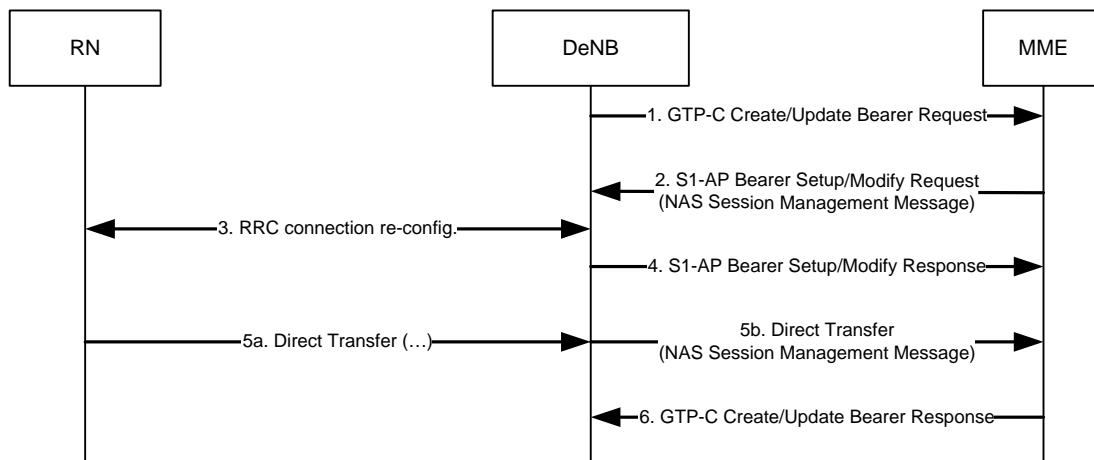 RN
DeNB
MME
1. GTP-C Create/Update Bearer Request
2. S1-AP Bearer Setup/Modify Request
(NAS Session Management Message)
3. RRC connection re-config.
4. S1-AP Bearer Setup/Modify Response
5a. Direct Transfer (…)
5b. Direct Transfer
(NAS Session Management Message)
6. GTP-C Create/Update Bearer Response